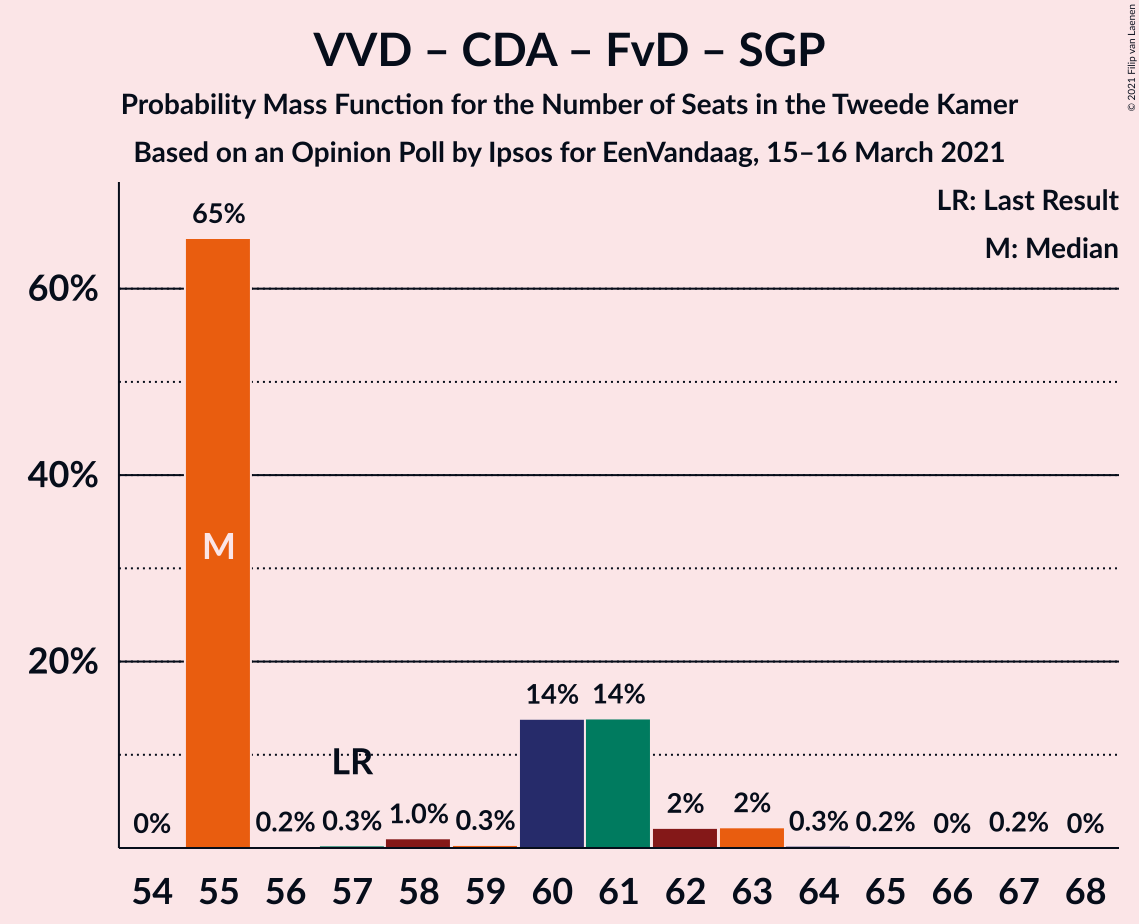 VVD – CDA – FvD – SGP
Probability Mass Function for the Number of Seats in the Tweede Kamer
Based on an Opinion Poll by Ipsos for EenVandaag, 15–16 March 2021
© 2021 Filip van Laenen
LR: Last Result
M: Median
65%
60%
40%
M
20%
14% 14%
LR
0% 0.2% 0.3% 1.0% 0.3% 2% 2% 0.3% 0.2% 0% 0.2% 0%
54 55 56 57 58 59 60 61 62 63 64 65 66 67 68